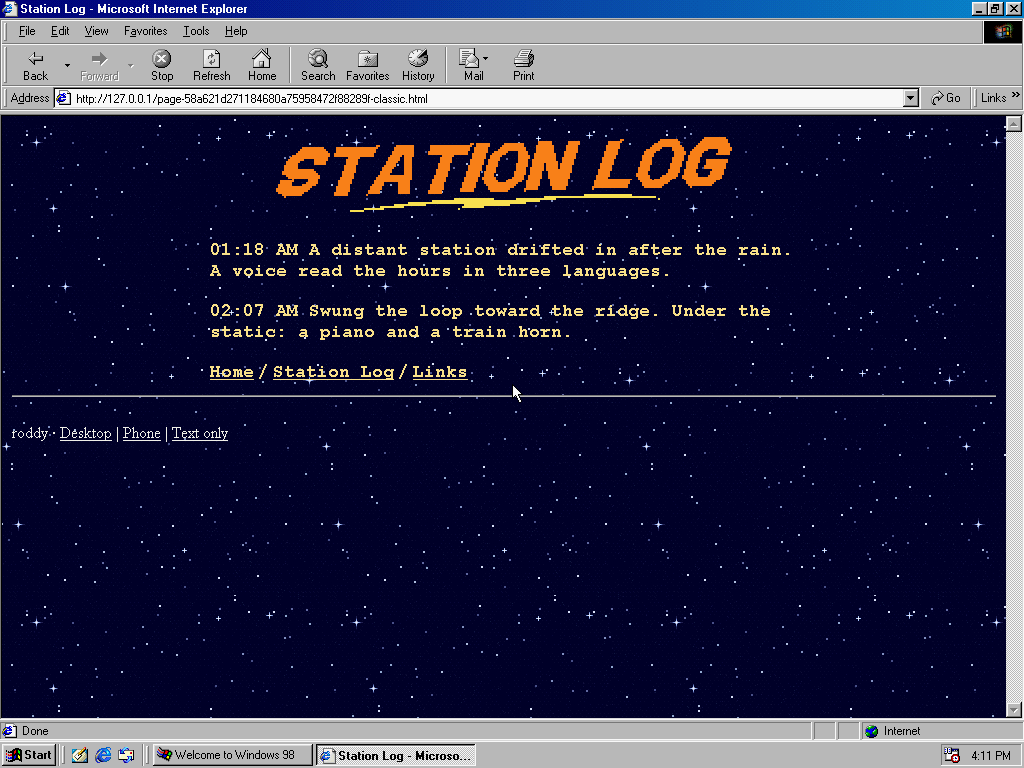 Station Log - Microsoft Internet Explorer
File Edit View Favorites Tools Help
Back Forward Stop Refresh Home Search Favorites History Mail Print
Address http://127.0.0.1/page-58a621d271184680a75958472f88289f-classic.html Go Links »
STATION LOG
01:18 AM A distant station drifted in after the rain.
A voice read the hours in three languages.
02:07 AM Swung the loop toward the ridge. Under the
static: a piano and a train horn.
Home / Station Log / Links
roddy · Desktop | Phone | Text only
Done Internet
Start Welcome to Windows 98 Station Log - Microso... 4:11 PM